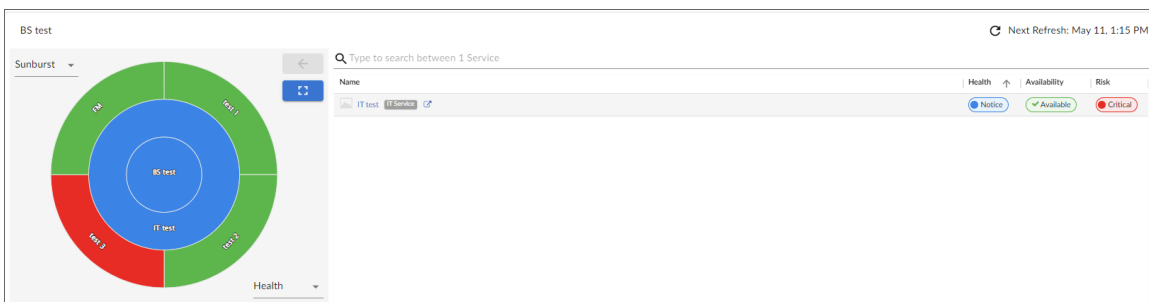 BS test
Next Refresh: May 11, 1:15 PM
Sunburst
Type to search between 1 Service
Name
Health
Availability
Risk
IT test IT Service
Notice
Available
Critical
FM
test 1
BS test
IT test
test 3
test 2
Health